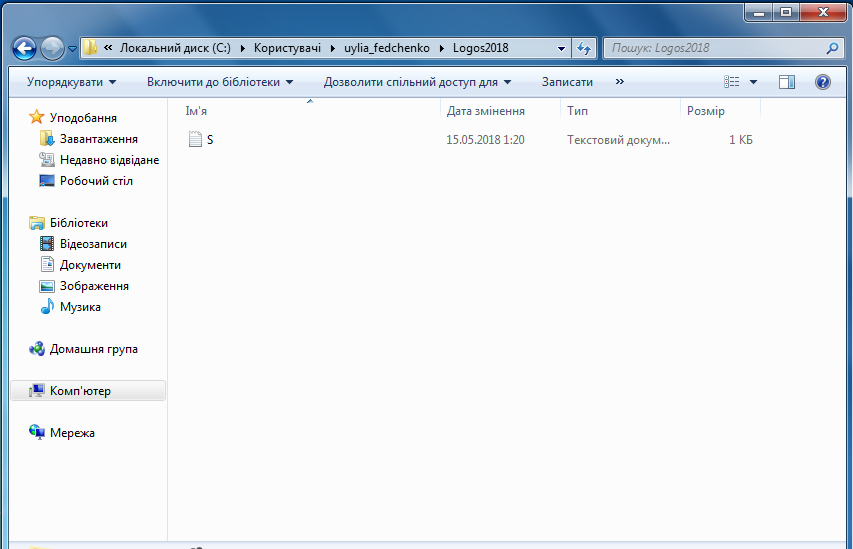 « Локальний диск (C:) ▸ Користувачі ▸ uylia_fedchenko ▸ Logos2018
Пошук: Logos2018
Упорядкувати Включити до бібліотеки Дозволити спільний доступ для Записати »
Ім'я Дата змінення Тип Розмір
S 15.05.2018 1:20 Текстовий докум... 1 КБ
Уподобання
Завантаження
Недавно відвідане
Робочий стіл
Бібліотеки
Відеозаписи
Документи
Зображення
Музика
Домашня група
Комп'ютер
Мережа